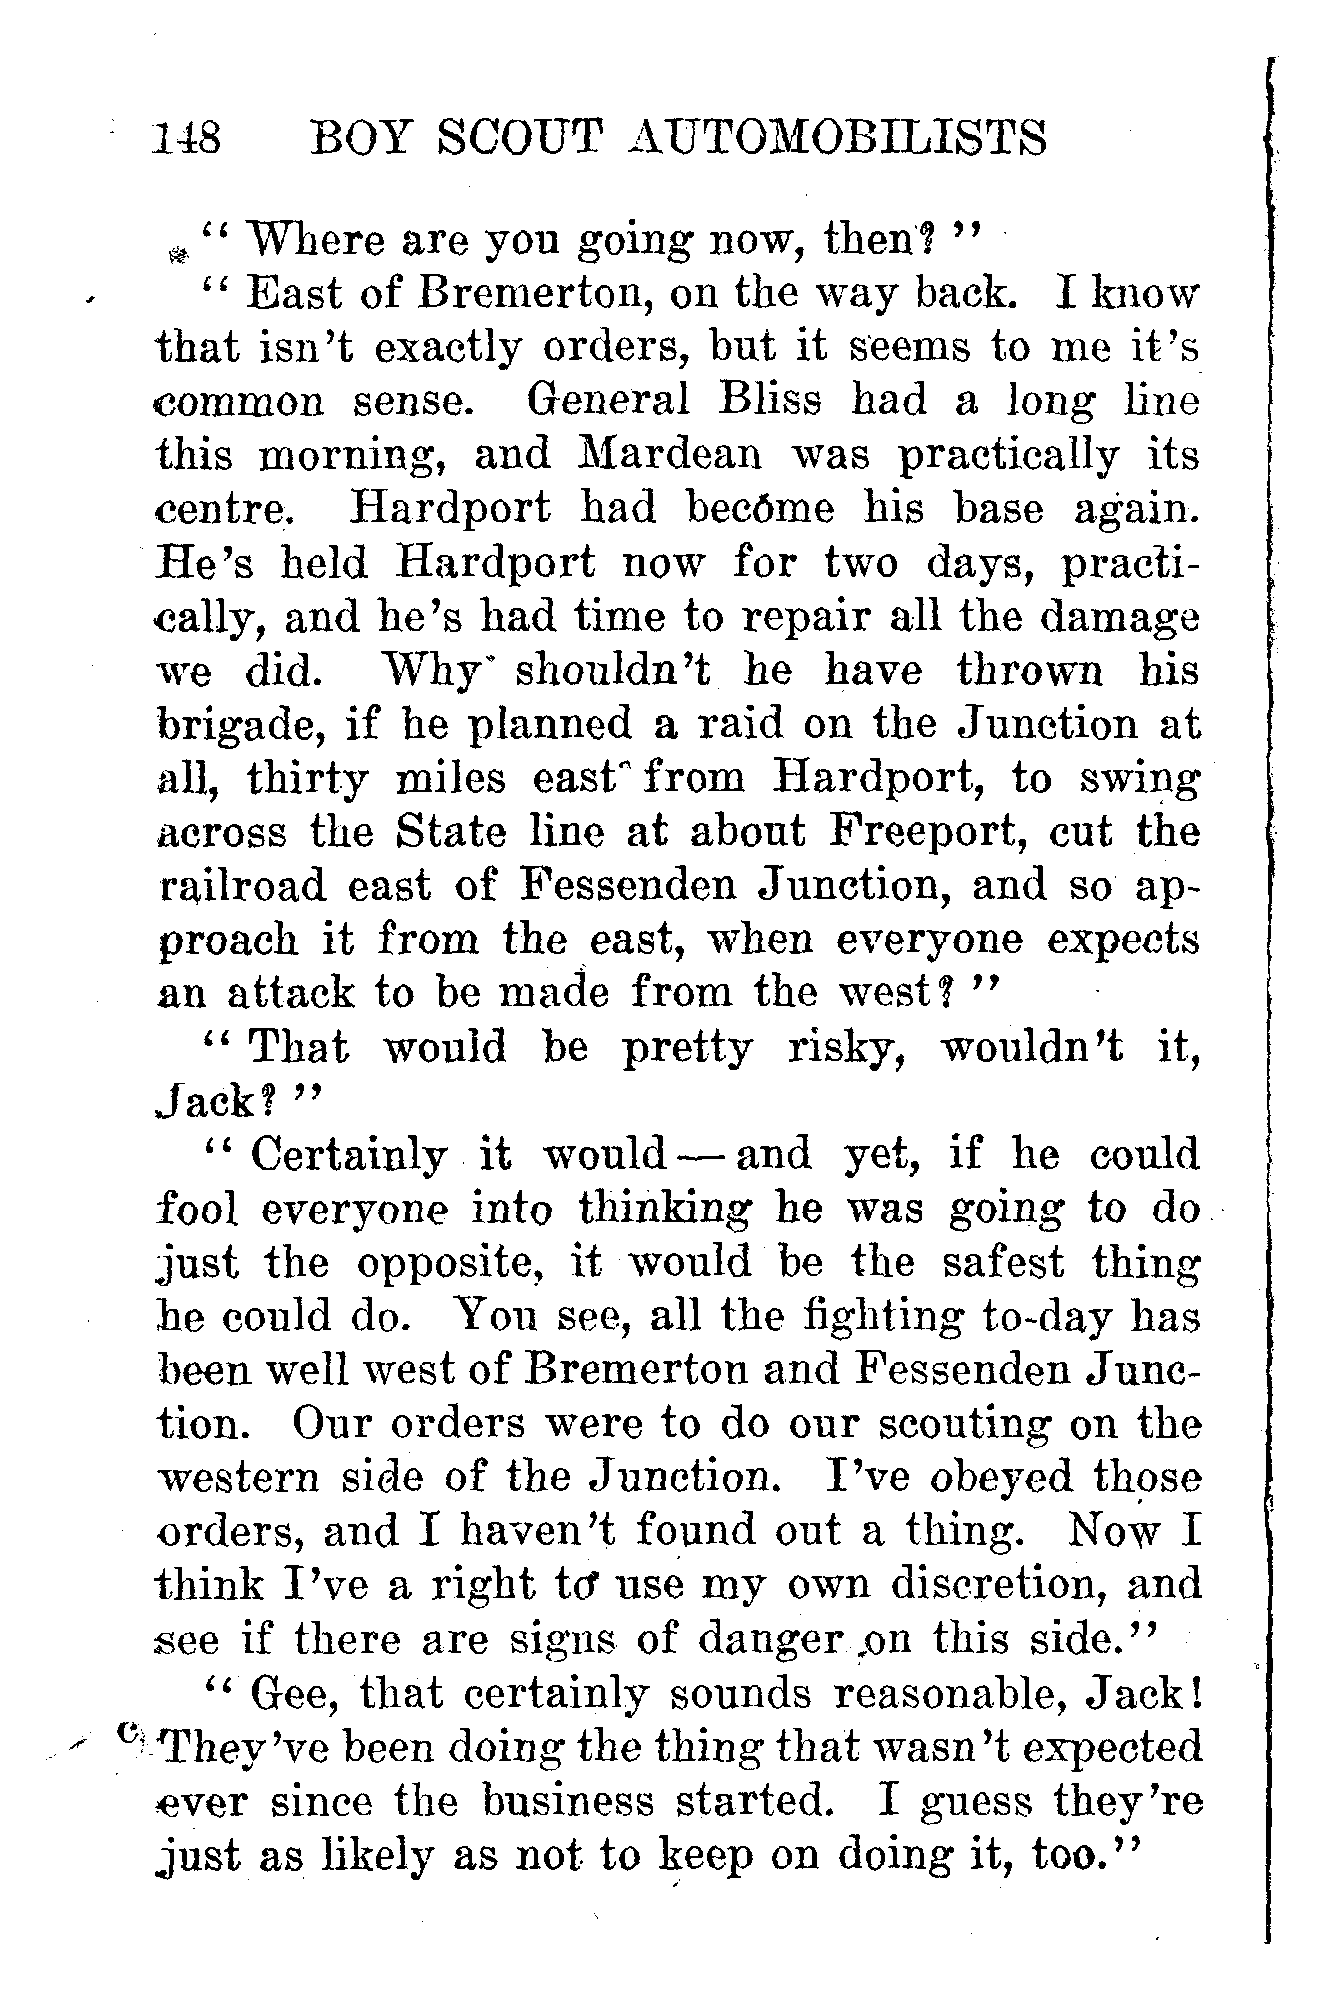 148 BOY SCOUT AUTOMOBILISTS
“ Where are you going now, then? ”
“ East of Bremerton, on the way back. I know
that isn’t exactly orders, but it seems to me it’s
common sense. General Bliss had a long line
this morning, and Mardean was practically its
centre. Hardport had become his base again.
He’s held Hardport now for two days, practi-
cally, and he’s had time to repair all the damage
we did. Why shouldn’t he have thrown his
brigade, if he planned a raid on the Junction at
all, thirty miles east from Hardport, to swing
across the State line at about Freeport, cut the
railroad east of Fessenden Junction, and so ap-
proach it from the east, when everyone expects
an attack to be made from the west? ”
“ That would be pretty risky, wouldn’t it,
Jack? ”
“ Certainly it would — and yet, if he could
fool everyone into thinking he was going to do
just the opposite, it would be the safest thing
he could do. You see, all the fighting to-day has
been well west of Bremerton and Fessenden Junc-
tion. Our orders were to do our scouting on the
western side of the Junction. I’ve obeyed those
orders, and I haven’t found out a thing. Now I
think I’ve a right to use my own discretion, and
see if there are signs of danger on this side.”
“ Gee, that certainly sounds reasonable, Jack!
They’ve been doing the thing that wasn’t expected
ever since the business started. I guess they’re
just as likely as not to keep on doing it, too.”